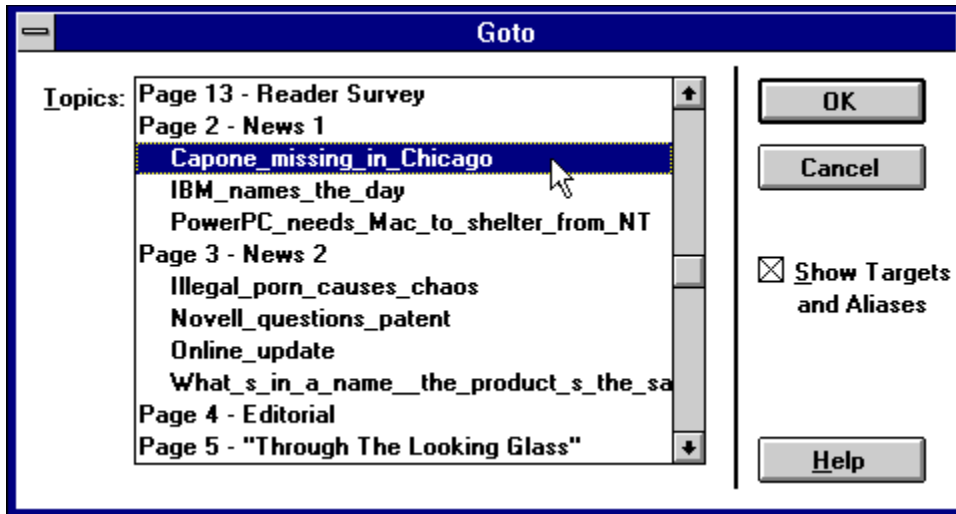 Goto
Topics:
Page 13 - Reader Survey
Page 2 - News 1
Capone_missing_in_Chicago
IBM_names_the_day
PowerPC_needs_Mac_to_shelter_from_NT
Page 3 - News 2
Illegal_porn_causes_chaos
Novell_questions_patent
Online_update
What_s_in_a_name__the_product_s_the_sa
Page 4 - Editorial
Page 5 - "Through The Looking Glass"
OK
Cancel
Show Targets
and Aliases
Help